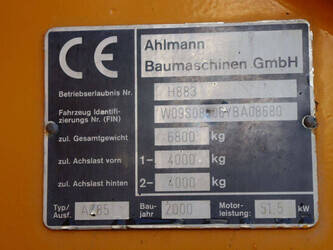 CE
Ahlmann
Baumaschinen GmbH
Betriebserlaubnis Nr. H883
Fahrzeug Identifi-
zierungs Nr. (FIN)
zul. Gesamtgewicht 6800 kg
zul. Achslast vorn 1- 4000 kg
zul. Achslast hinten 2- 4000 kg
Typ/ Bau- Motor-
Ausf. AZ85 jahr 2000 leistung: 51.5 kW